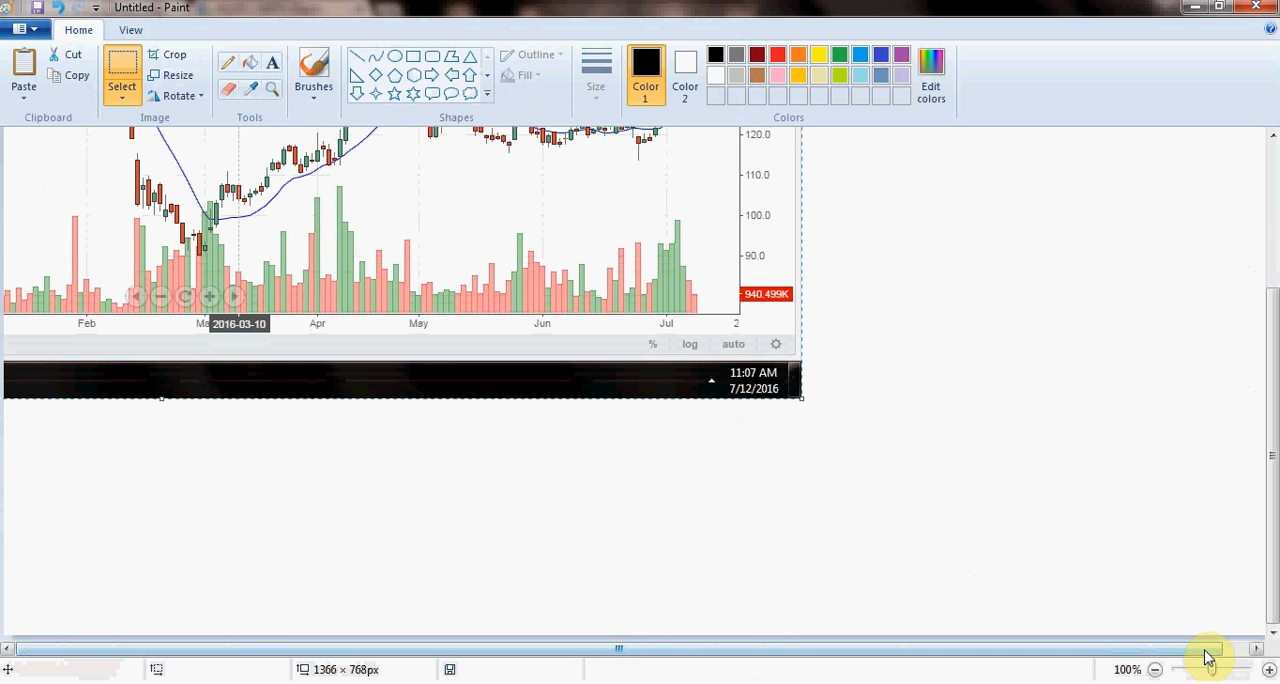 Untitled - Paint
Home View
Paste
Cut
Copy
Clipboard
Select
Crop
Resize
Rotate
Image
A
Tools
Brushes
Outline
Fill
Shapes
Size
Color 1
Color 2
Edit colors
Colors
120.0
110.0
100.0
90.0
940.499K
Feb Ma 2016-03-10 Apr May Jun Jul 2
% log auto
11:07 AM
7/12/2016
1366 × 768px 100%